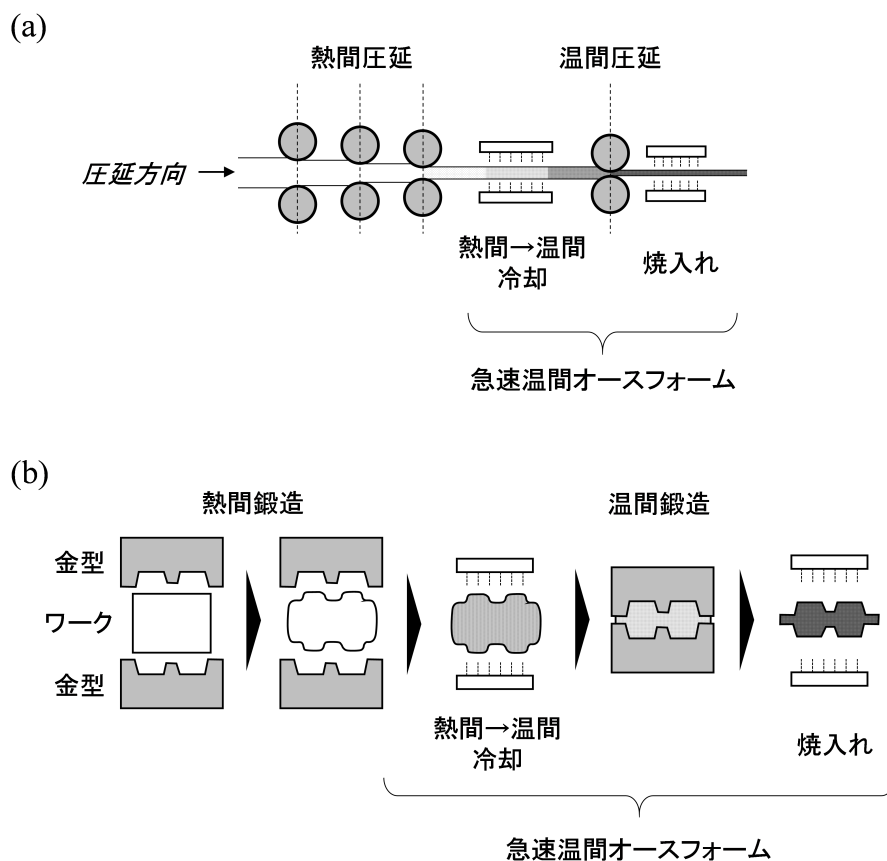 (a)
熱間圧延
温間圧延
圧延方向
熱間→温間
冷却
焼入れ
急速温間オースフォーム
(b)
熱間鍛造
温間鍛造
金型
ワーク
金型
熱間→温間
冷却
焼入れ
急速温間オースフォーム